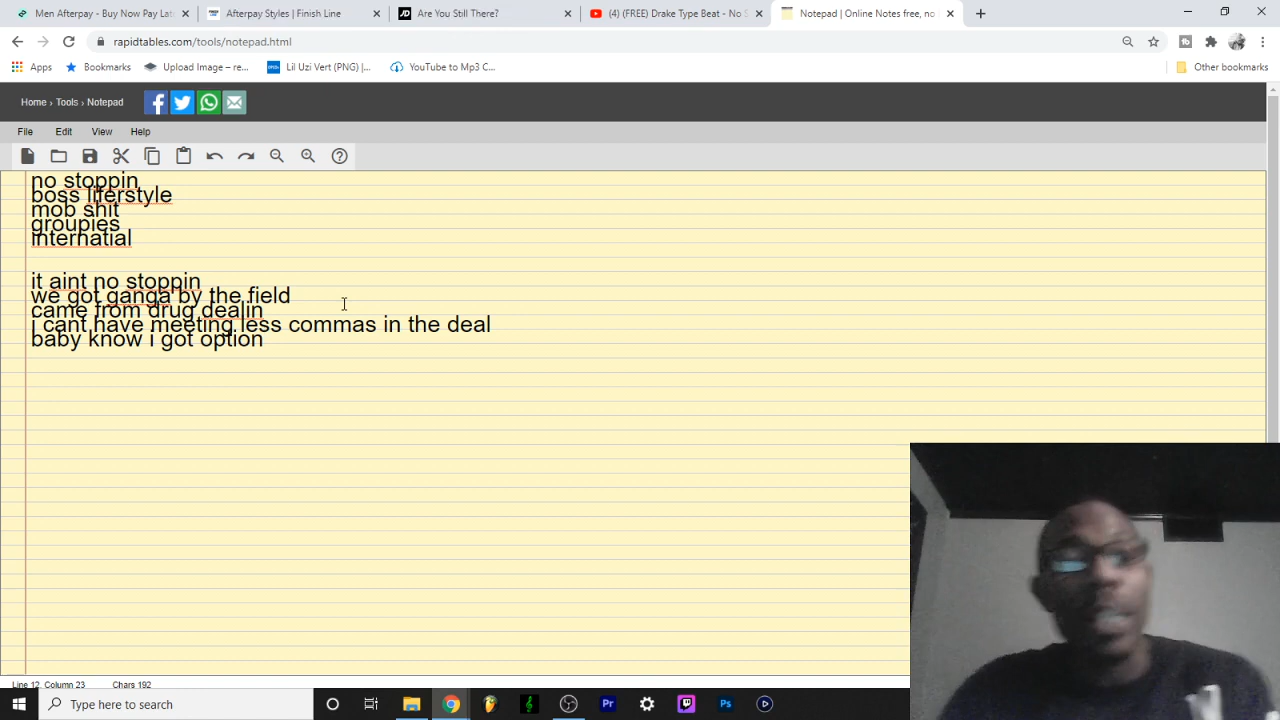 Men Afterpay - Buy Now Pay Late
Afterpay Styles | Finish Line
Are You Still There?
(4) (FREE) Drake Type Beat - No S
Notepad | Online Notes free, no
rapidtables.com/tools/notepad.html
Apps
Bookmarks
Upload Image – re...
Lil Uzi Vert (PNG) |...
YouTube to Mp3 C...
Other bookmarks
Home › Tools › Notepad
File Edit View Help
no stoppin
boss liferstyle
mob shit
groupies
internatial
it aint no stoppin
we got ganga by the field
came from drug dealin
i cant have meeting less commas in the deal
baby know i got option
Line 12 Column 23 Chars 192
Type here to search
Pr
Ps